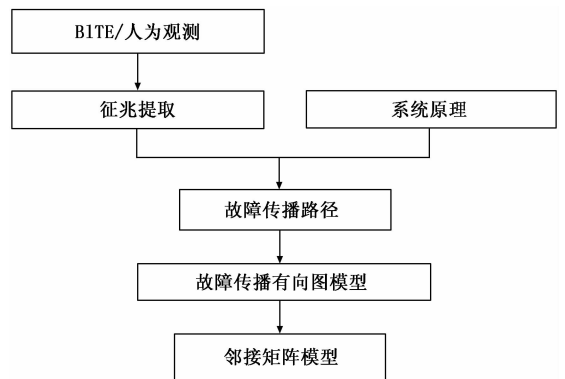 BITE/人为观测
征兆提取
系统原理
故障传播路径
故障传播有向图模型
邻接矩阵模型